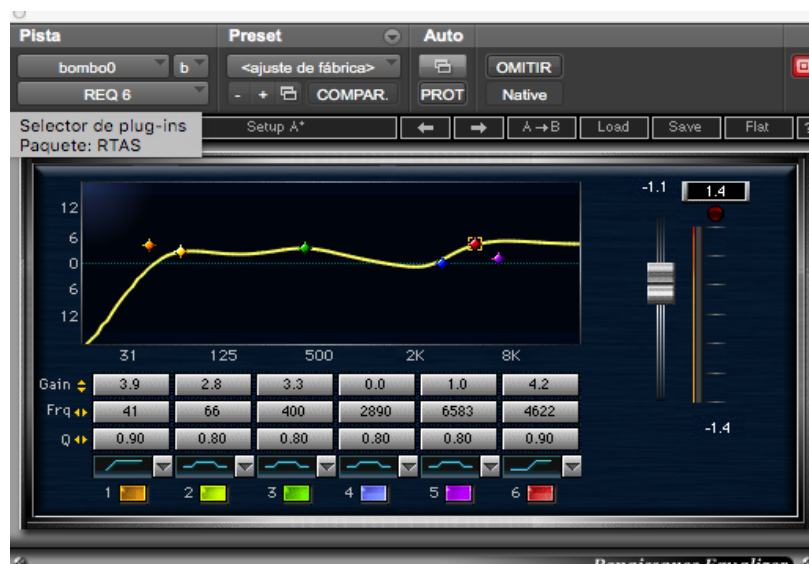 Pista Preset Auto
bombo0 b <ajuste de fábrica> OMITIR
REQ 6 - + COMPAR. PROT Native
Selector de plug-ins
Paquete: RTAS
Setup A* A→B Load Save Flat ?
-1.1 1.4
12
6
0
6
12
31 125 500 2K 8K
Gain 3.9 2.8 3.3 0.0 1.0 4.2
Frq 41 66 400 2890 6583 4622
Q 0.90 0.80 0.80 0.80 0.80 0.90
-1.4
1 2 3 4 5 6
Renaissance Equalizer